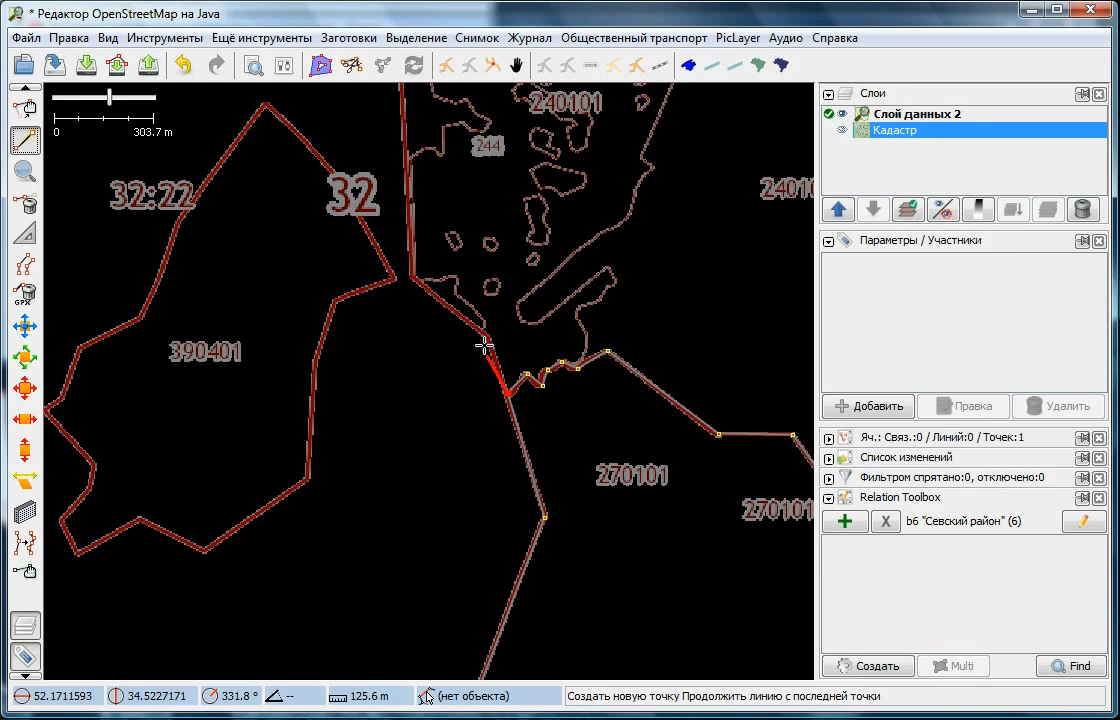 * Редактор OpenStreetMap на Java
Файл Правка Вид Инструменты Ещё инструменты Заготовки Выделение Снимок Журнал Общественный транспорт PicLayer Аудио Справка
0 303.7 m
32:22
32
390401
240101
244
270101
270101
GPX
Слои
Слой данных 2
Кадастр
Параметры / Участники
Добавить Правка Удалить
Яч.: Связ.:0 / Линий:0 / Точек:1
Список изменений
Фильтром спрятано:0, отключено:0
Relation Toolbox
X b6 "Севский район" (6)
Создать Multi Find
52.1711593 34.5227171 331.8 ° -- 125.6 m (нет объекта) Создать новую точку Продолжить линию с последней точки